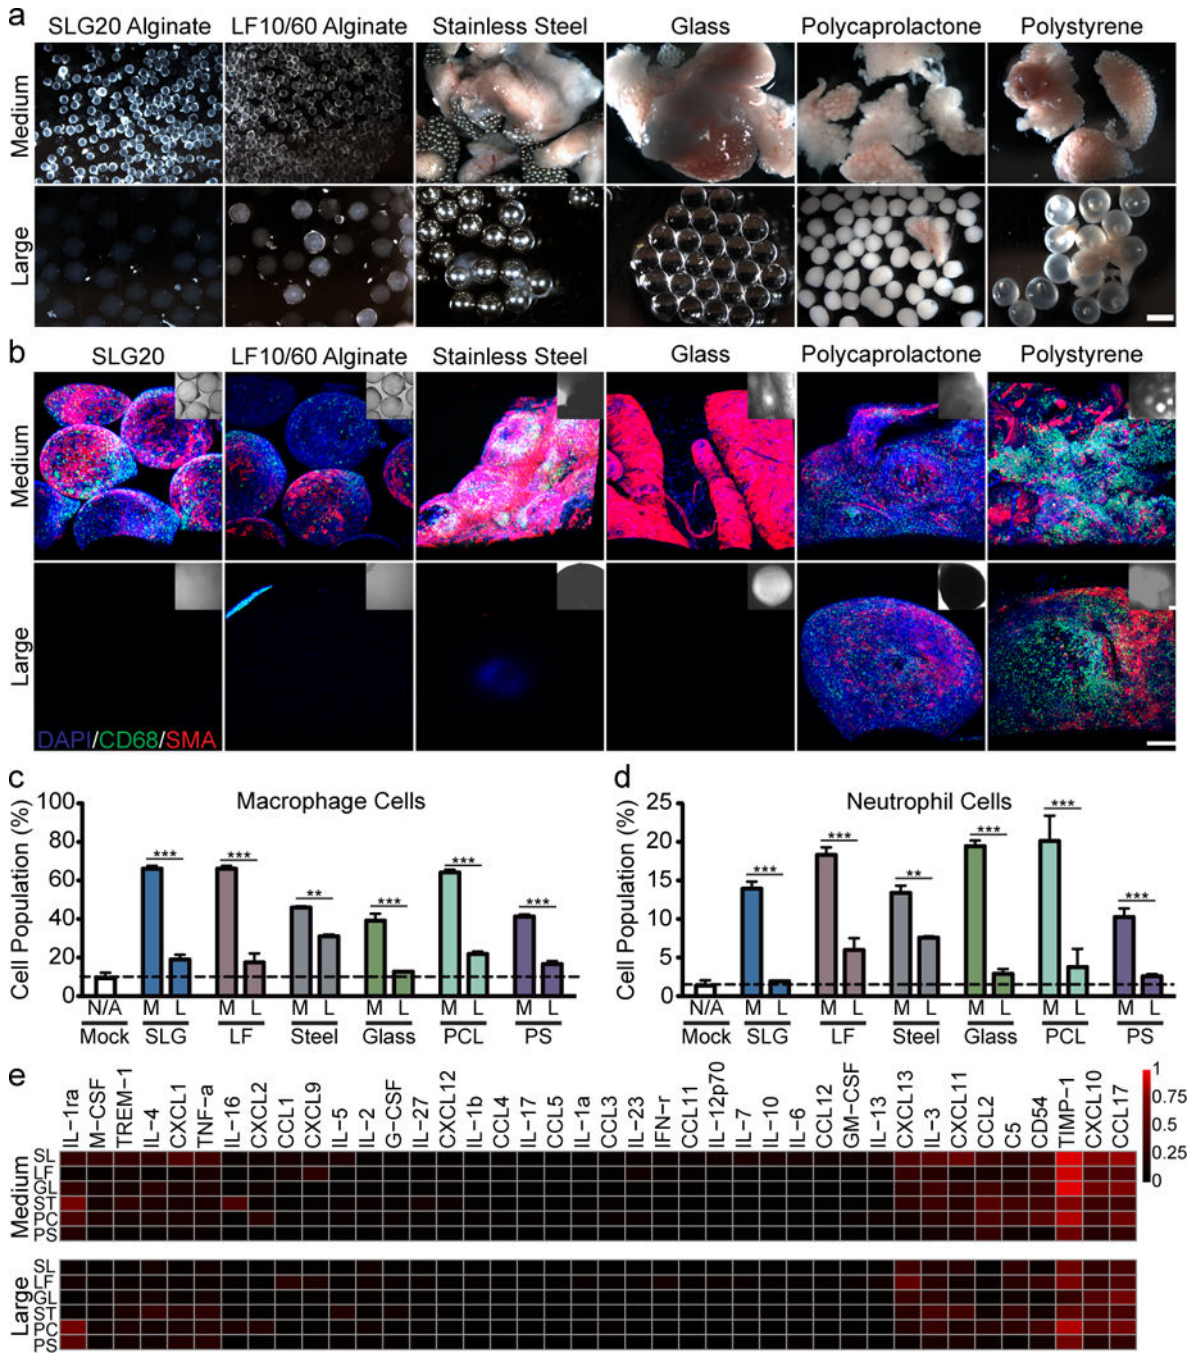 a
SLG20 Alginate LF10/60 Alginate Stainless Steel Glass Polycaprolactone Polystyrene
Medium
Large
b
SLG20 LF10/60 Alginate Stainless Steel Glass Polycaprolactone Polystyrene
Medium
Large
DAPI/CD68/SMA
c
Macrophage Cells
Cell Population (%)
100
80
60
40
20
0
*** *** ** *** *** ***
N/A M L M L M L M L M L M L
Mock SLG LF Steel Glass PCL PS
d
Neutrophil Cells
Cell Population (%)
25
20
15
10
5
0
*** *** ** *** *** ***
N/A M L M L M L M L M L M L
Mock SLG LF Steel Glass PCL PS
e
IL-1ra M-CSF TREM-1 IL-4 CXCL1 TNF-a IL-16 CXCL2 CCL1 CXCL9 IL-5 IL-2 G-CSF IL-27 CXCL12 IL-1b CCL4 IL-17 CCL5 IL-1a CCL3 IL-23 IFN-r CCL11 IL-12p70 IL-7 IL-10 IL-6 CCL12 GM-CSF IL-13 CXCL13 IL-3 CXCL11 CCL2 C5 CD54 TIMP-1 CXCL10 CCL17
1
0.75
0.5
0.25
0
Medium
SL
LF
GL
ST
PC
PS
Large
SL
LF
GL
ST
PC
PS